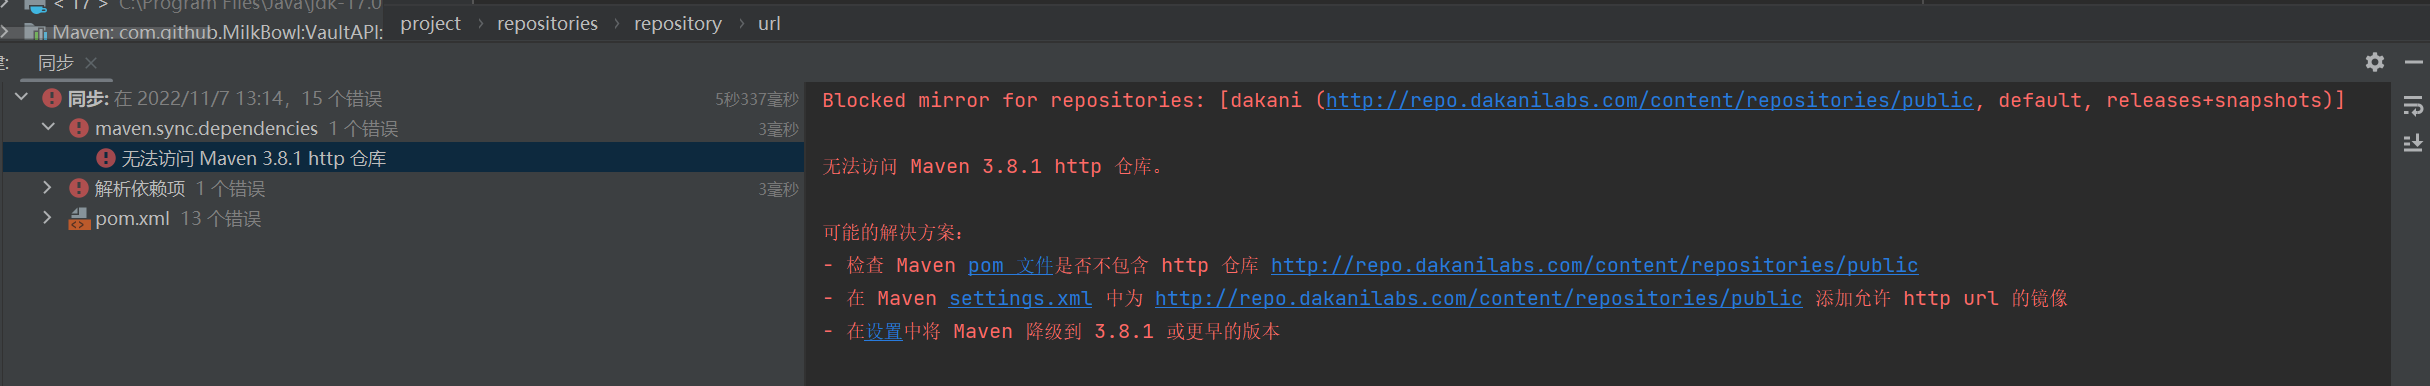 < 17 > C:\Program Files\Java\jdk-17.0
Maven: com.github.MilkBowl:VaultAPI:
project › repositories › repository › url
同步 ×
同步: 在 2022/11/7 13:14，15 个错误 5秒337毫秒
maven.sync.dependencies 1 个错误 3毫秒
无法访问 Maven 3.8.1 http 仓库
解析依赖项 1 个错误 3毫秒
pom.xml 13 个错误
Blocked mirror for repositories: [dakani (http://repo.dakanilabs.com/content/repositories/public, default, releases+snapshots)]
无法访问 Maven 3.8.1 http 仓库。
可能的解决方案:
- 检查 Maven pom 文件是否不包含 http 仓库 http://repo.dakanilabs.com/content/repositories/public
- 在 Maven settings.xml 中为 http://repo.dakanilabs.com/content/repositories/public 添加允许 http url 的镜像
- 在设置中将 Maven 降级到 3.8.1 或更早的版本